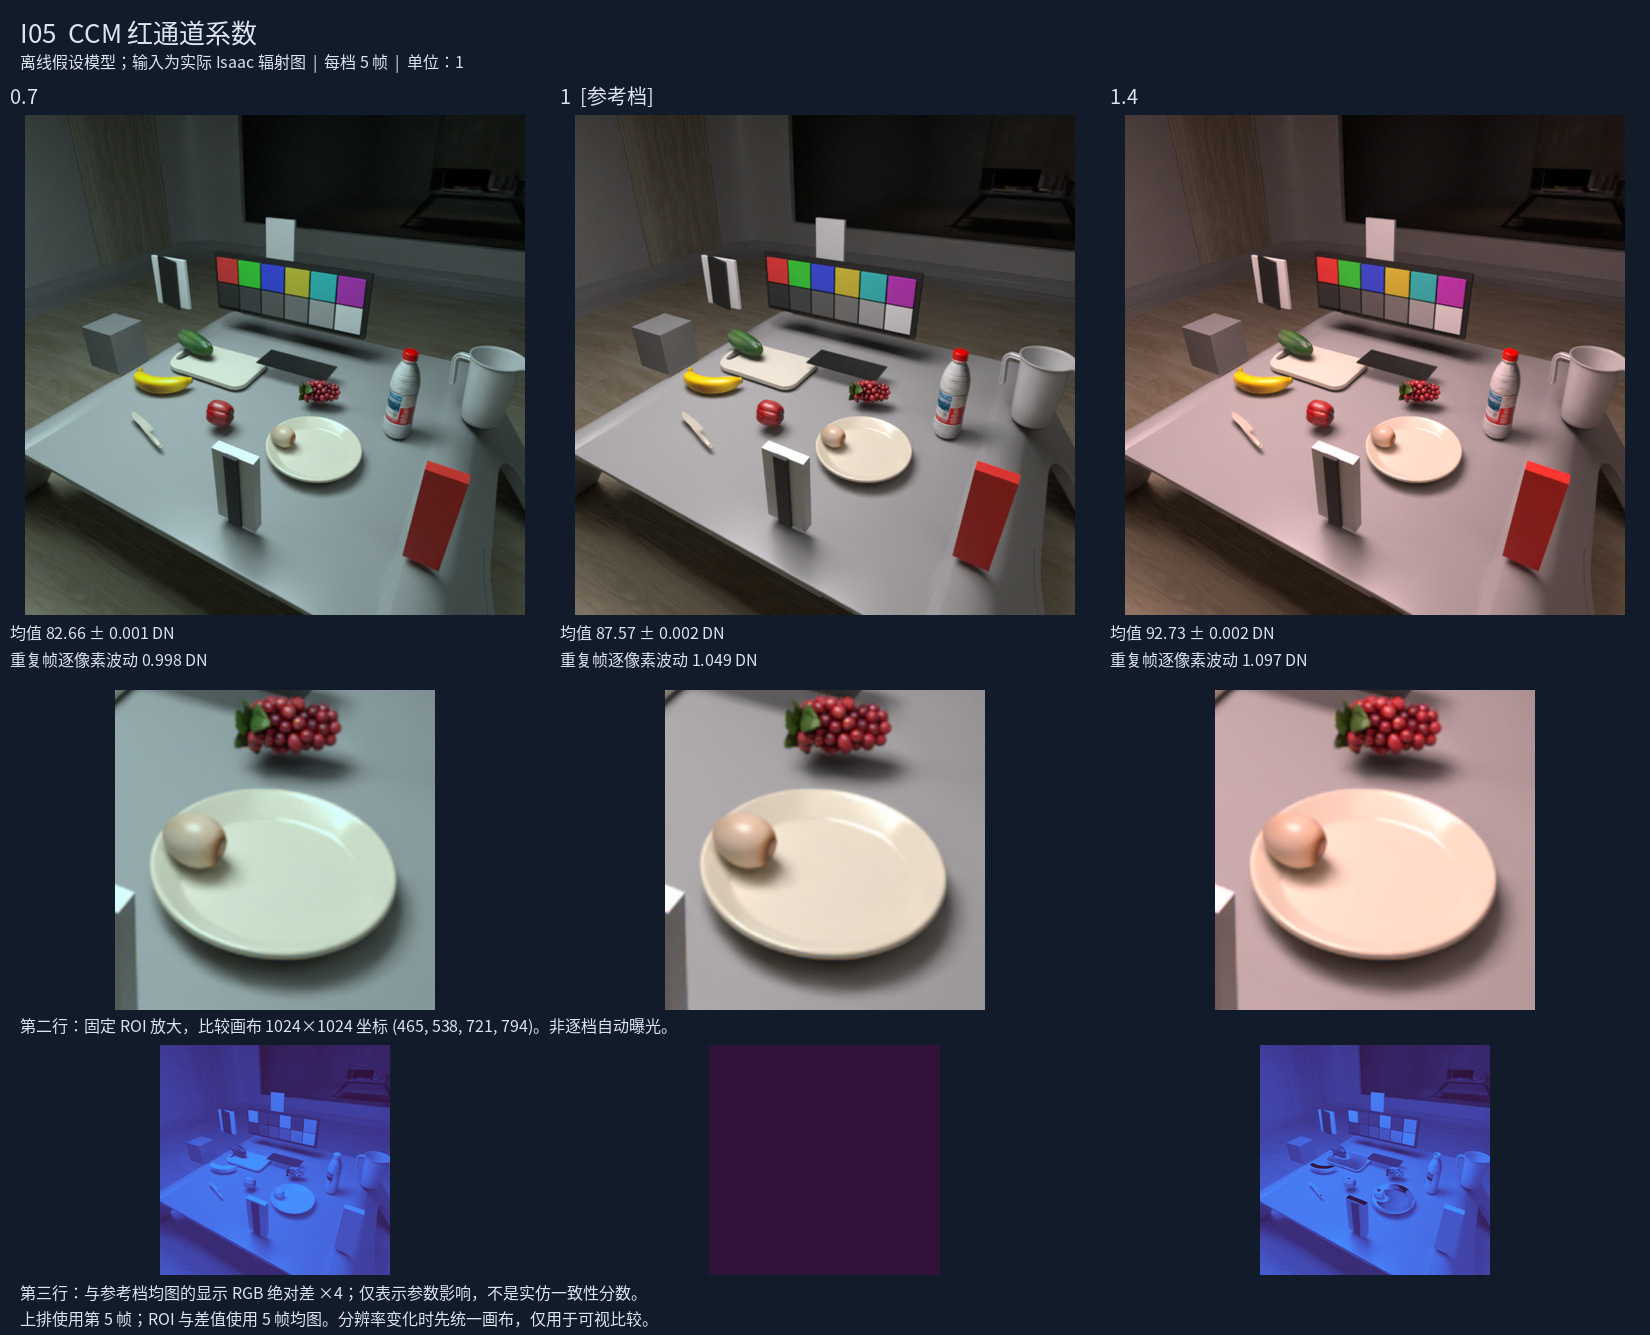 I05 CCM 红通道系数
离线假设模型；输入为实际 Isaac 辐射图 | 每档 5 帧 | 单位：1
0.7
1 [参考档]
1.4
均值 82.66 ± 0.001 DN
重复帧逐像素波动 0.998 DN
均值 87.57 ± 0.002 DN
重复帧逐像素波动 1.049 DN
均值 92.73 ± 0.002 DN
重复帧逐像素波动 1.097 DN
第二行：固定 ROI 放大，比较画布 1024×1024 坐标 (465, 538, 721, 794)。非逐档自动曝光。
第三行：与参考档均图的显示 RGB 绝对差 ×4；仅表示参数影响，不是实仿一致性分数。
上排使用第 5 帧；ROI 与差值使用 5 帧均图。分辨率变化时先统一画布，仅用于可视比较。